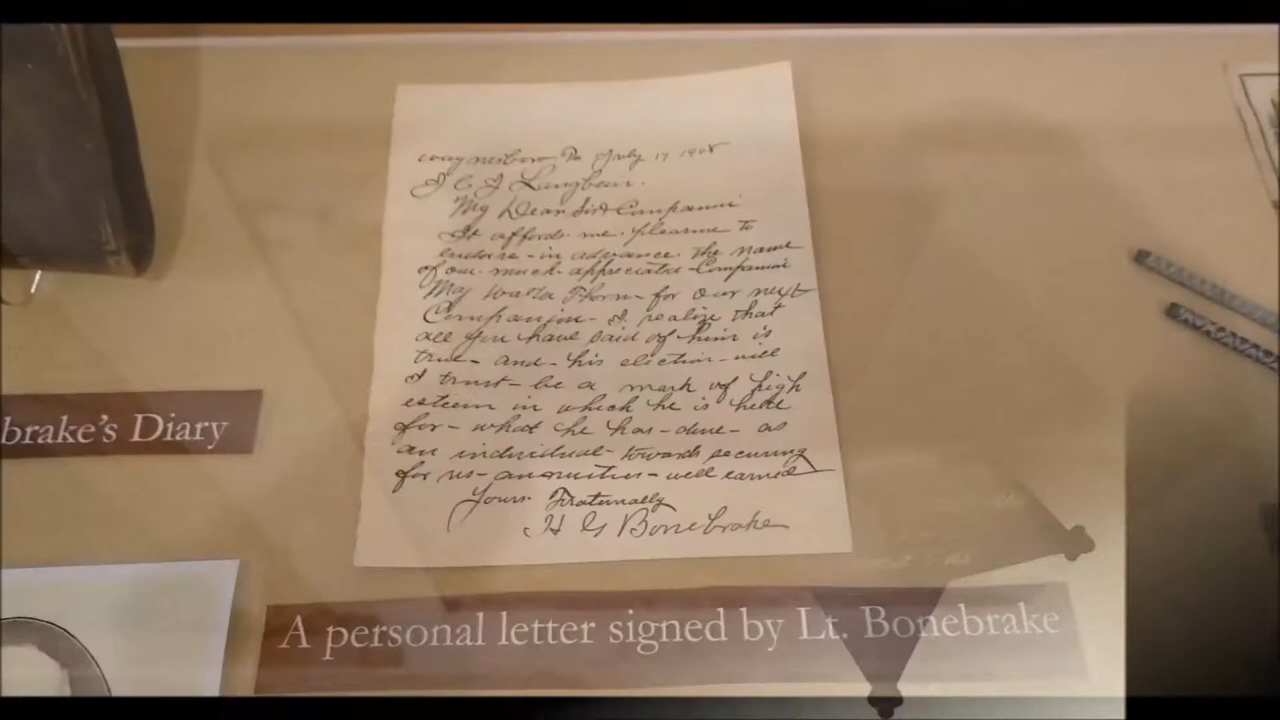 Waynesboro Pa July 17 1908
J C J Langbein.
My Dear Sir & Companion
It affords me pleasure to
endorse - in advance the name
of our much appreciated Companion
Maj Thorn - for our next
Companion - I realize that
all you have said of him is
true - and - his election - will
I trust - be a mark of high
esteem in which he is held
for - what he has - done - as
an individual - towards securing
for us - annuities - well earned
Yours Fraternally
H G Bonebrake
brake's Diary
A personal letter signed by Lt. Bonebrake